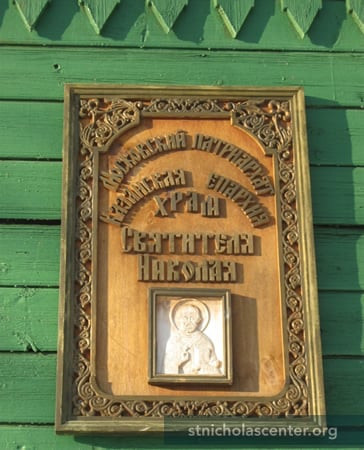 Московский Патриархат
Казанская епархия
Храм
Святителя
Николая
stnicholascenter.org